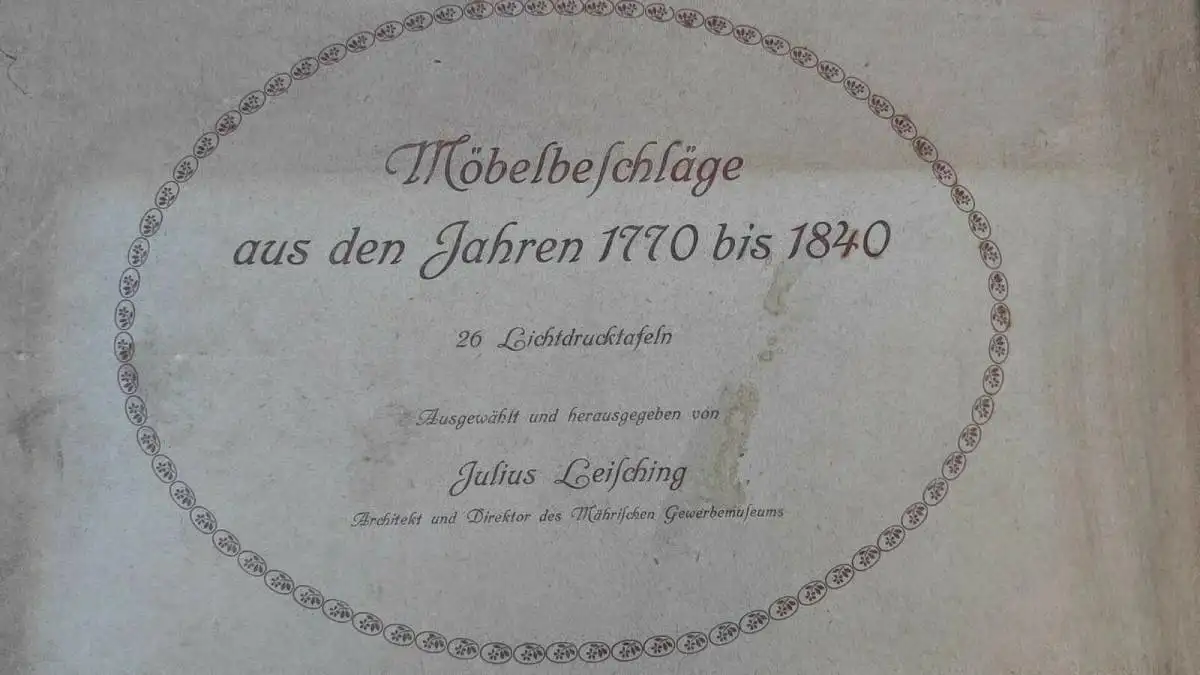 Möbelbeſchläge
aus den Jahren 1770 bis 1840
26 Lichtdrucktafeln
Ausgewählt und herausgegeben von
Julius Leiſching
Architekt und Direktor des Mähriſchen Gewerbemuſeums